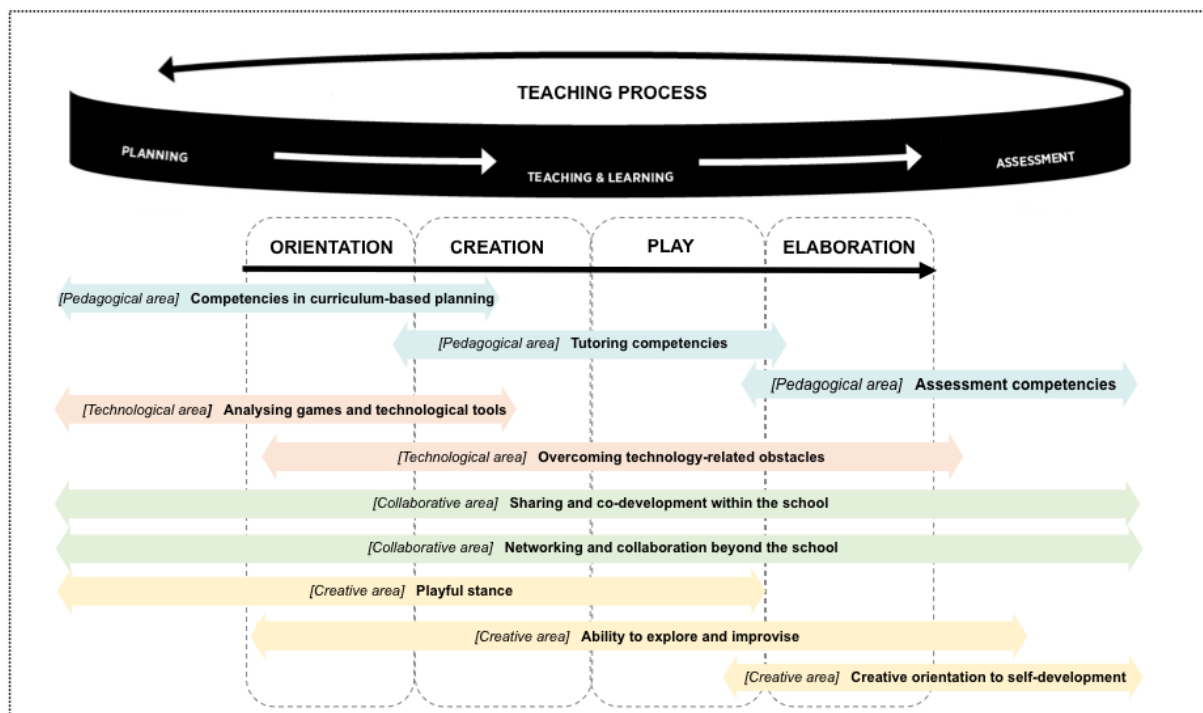 TEACHING PROCESS
PLANNING
TEACHING & LEARNING
ASSESSMENT
ORIENTATION
CREATION
PLAY
ELABORATION
[Pedagogical area] Competencies in curriculum-based planning
[Pedagogical area] Tutoring competencies
[Pedagogical area] Assessment competencies
[Technological area] Analysing games and technological tools
[Technological area] Overcoming technology-related obstacles
[Collaborative area] Sharing and co-development within the school
[Collaborative area] Networking and collaboration beyond the school
[Creative area] Playful stance
[Creative area] Ability to explore and improvise
[Creative area] Creative orientation to self-development